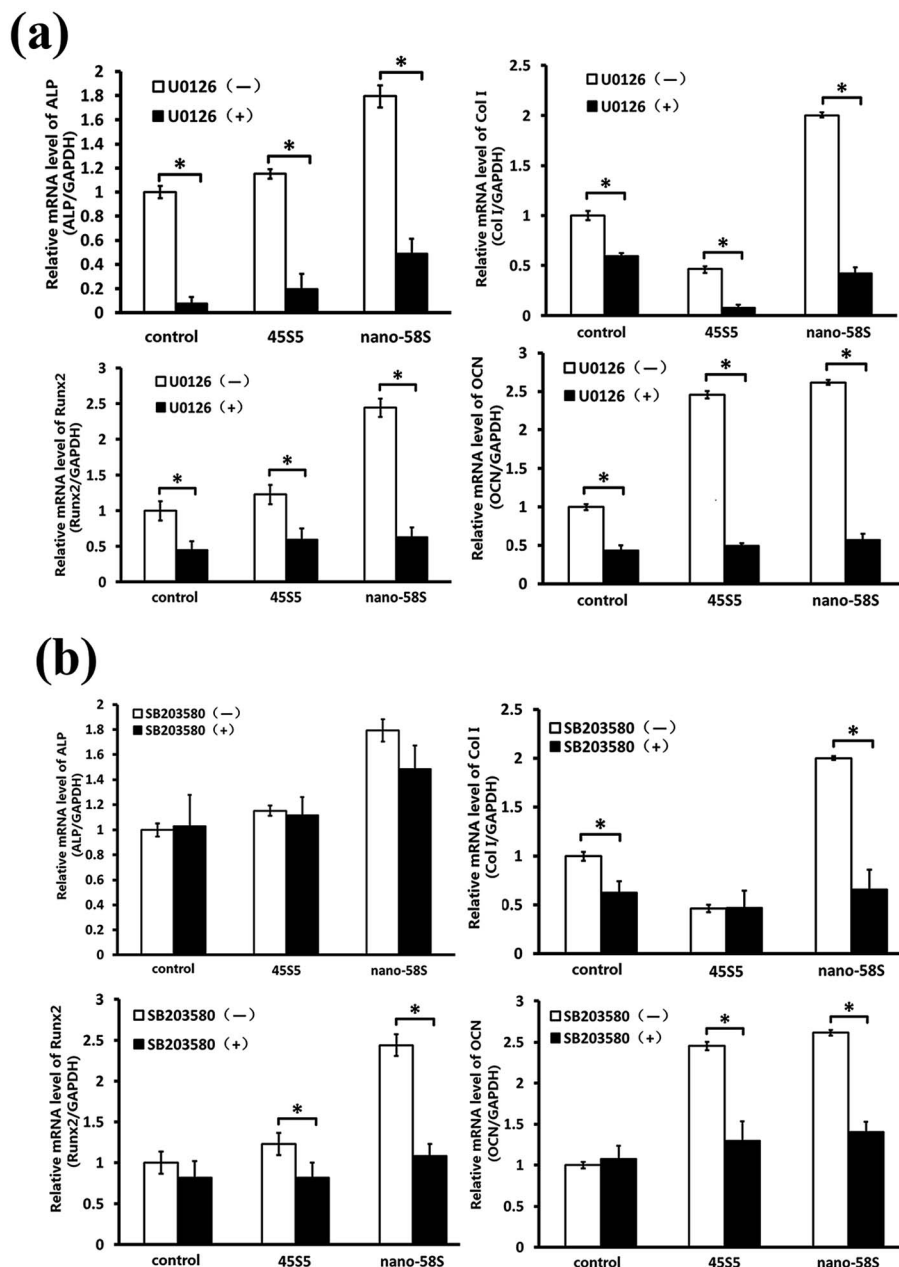 (a)
Relative mRNA level of ALP
(ALP/GAPDH)
2
1.8
1.6
1.4
1.2
1
0.8
0.6
0.4
0.2
0
U0126 (—)
U0126 (+)
*
*
*
control 45S5 nano-58S
Relative mRNA level of Col I
(Col I/GAPDH)
2.5
2
1.5
1
0.5
0
U0126 (—)
U0126 (+)
*
*
*
control 45S5 nano-58S
Relative mRNA level of Runx2
(Runx2/GAPDH)
3
2.5
2
1.5
1
0.5
0
U0126 (—)
U0126 (+)
*
*
*
control 45S5 nano-58S
Relative mRNA level of OCN
(OCN/GAPDH)
3
2.5
2
1.5
1
0.5
0
U0126 (—)
U0126 (+)
*
*
*
control 45S5 nano-58S
(b)
Relative mRNA level of ALP
(ALP/GAPDH)
2
1.8
1.6
1.4
1.2
1
0.8
0.6
0.4
0.2
0
SB203580 (—)
SB203580 (+)
control 45S5 nano-58S
Relative mRNA level of Col I
(Col I/GAPDH)
2.5
2
1.5
1
0.5
0
SB203580 (—)
SB203580 (+)
*
*
control 45S5 nano-58S
Relative mRNA level of Runx2
(Runx2/GAPDH)
3
2.5
2
1.5
1
0.5
0
SB203580 (—)
SB203580 (+)
*
*
control 45S5 nano-58S
Relative mRNA level of OCN
(OCN/GAPDH)
3
2.5
2
1.5
1
0.5
0
SB203580 (—)
SB203580 (+)
*
*
control 45S5 nano-58S